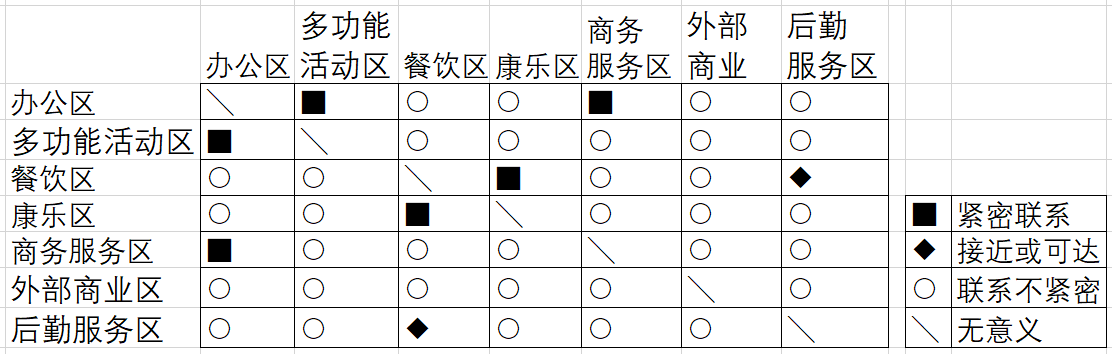 多功能 商务 外部 后勤
办公区 活动区 餐饮区 康乐区 服务区 商业 服务区
办公区 ＼ ■ ○ ○ ■ ○ ○
多功能活动区 ■ ＼ ○ ○ ○ ○ ○
餐饮区 ○ ○ ＼ ■ ○ ○ ◆
康乐区 ○ ○ ■ ＼ ○ ○ ○ ■ 紧密联系
商务服务区 ■ ○ ○ ○ ＼ ○ ○ ◆ 接近或可达
外部商业区 ○ ○ ○ ○ ○ ＼ ○ ○ 联系不紧密
后勤服务区 ○ ○ ◆ ○ ○ ○ ＼ ＼ 无意义